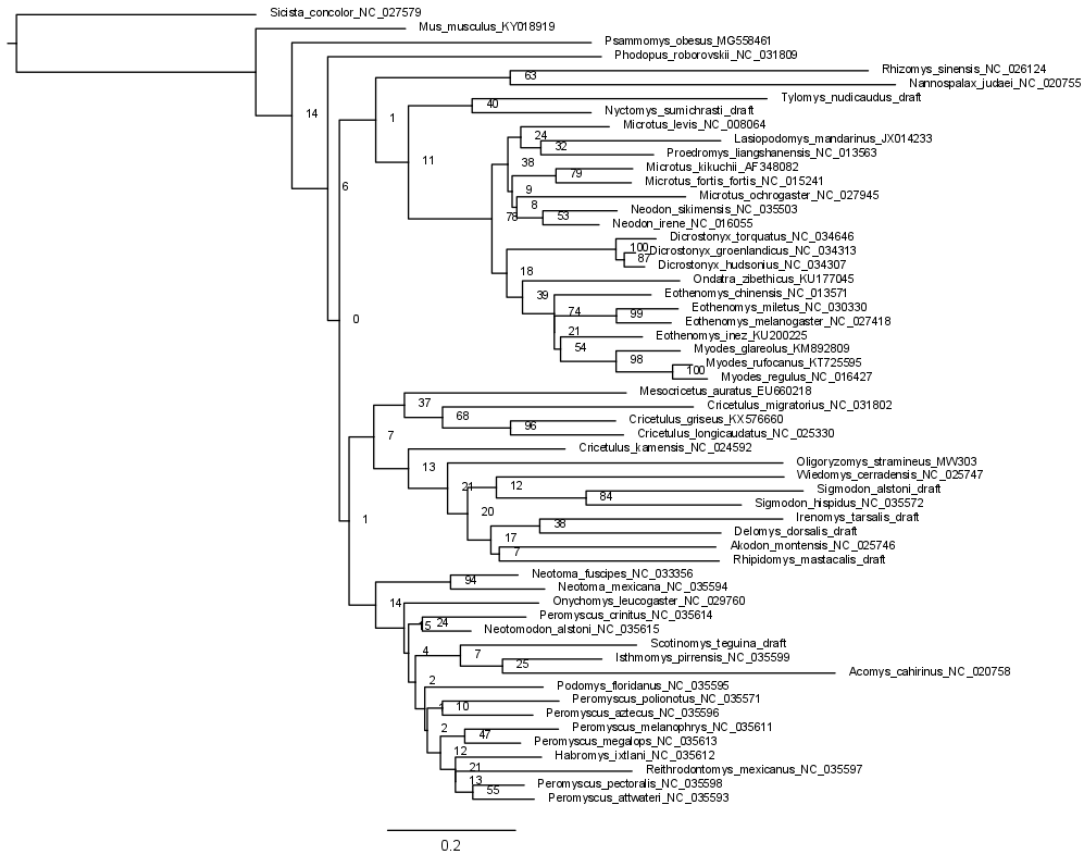 Sicista_concolor_NC_027579
Mus_musculus_KY018919
Psammomys_obesus_MG558461
Phodopus_roborovskii_NC_031809
Rhizomys_sinensis_NC_026124
63
Nannospalax_judaei_NC_020755
Tylomys_nudicaudus_draft
40
14
1
Nyctomys_sumichrasti_draft
Microtus_levis_NC_008064
24
Lasiopodomys_mandarinus_JX014233
32
Proedromys_liangshanensis_NC_013563
11
38
Microtus_kikuchii_AF348082
79
Microtus_fortis_fortis_NC_015241
6
9
Microtus_ochrogaster_NC_027945
8
Neodon_sikimensis_NC_035503
78
53
Neodon_irene_NC_016055
Dicrostonyx_torquatus_NC_034646
100
Dicrostonyx_groenlandicus_NC_034313
87
Dicrostonyx_hudsonius_NC_034307
18
Ondatra_zibethicus_KU177045
39
Eothenomys_chinensis_NC_013571
Eothenomys_miletus_NC_030330
74
99
0
Eothenomys_melanogaster_NC_027418
21
Eothenomys_inez_KU200225
54
Myodes_glareolus_KM892809
98
Myodes_rufocanus_KT725595
100
Myodes_regulus_NC_016427
Mesocricetus_auratus_EU660218
37
Cricetulus_migratorius_NC_031802
68
Cricetulus_griseus_KX576660
96
7
Cricetulus_longicaudatus_NC_025330
Cricetulus_kamensis_NC_024592
13
Oligoryzomys_stramineus_MW303
Wiedomys_cerradensis_NC_025747
21
12
Sigmodon_alstoni_draft
84
Sigmodon_hispidus_NC_035572
20
1
Irenomys_tarsalis_draft
38
Delomys_dorsalis_draft
17
Akodon_montensis_NC_025746
7
Rhipidomys_mastacalis_draft
Neotoma_fuscipes_NC_033356
94
Neotoma_mexicana_NC_035594
14
Onychomys_leucogaster_NC_029760
Peromyscus_crinitus_NC_035614
5
24
Neotomodon_alstoni_NC_035615
Scotinomys_teguina_draft
4
7
Isthmomys_pirrensis_NC_035599
25
Acomys_cahirinus_NC_020758
2
Podomys_floridanus_NC_035595
Peromyscus_polionotus_NC_035571
10
Peromyscus_aztecus_NC_035596
2
Peromyscus_melanophrys_NC_035611
47
Peromyscus_megalops_NC_035613
12
Habromys_ixtlani_NC_035612
21
Reithrodontomys_mexicanus_NC_035597
13
Peromyscus_pectoralis_NC_035598
55
Peromyscus_attwateri_NC_035593
0.2